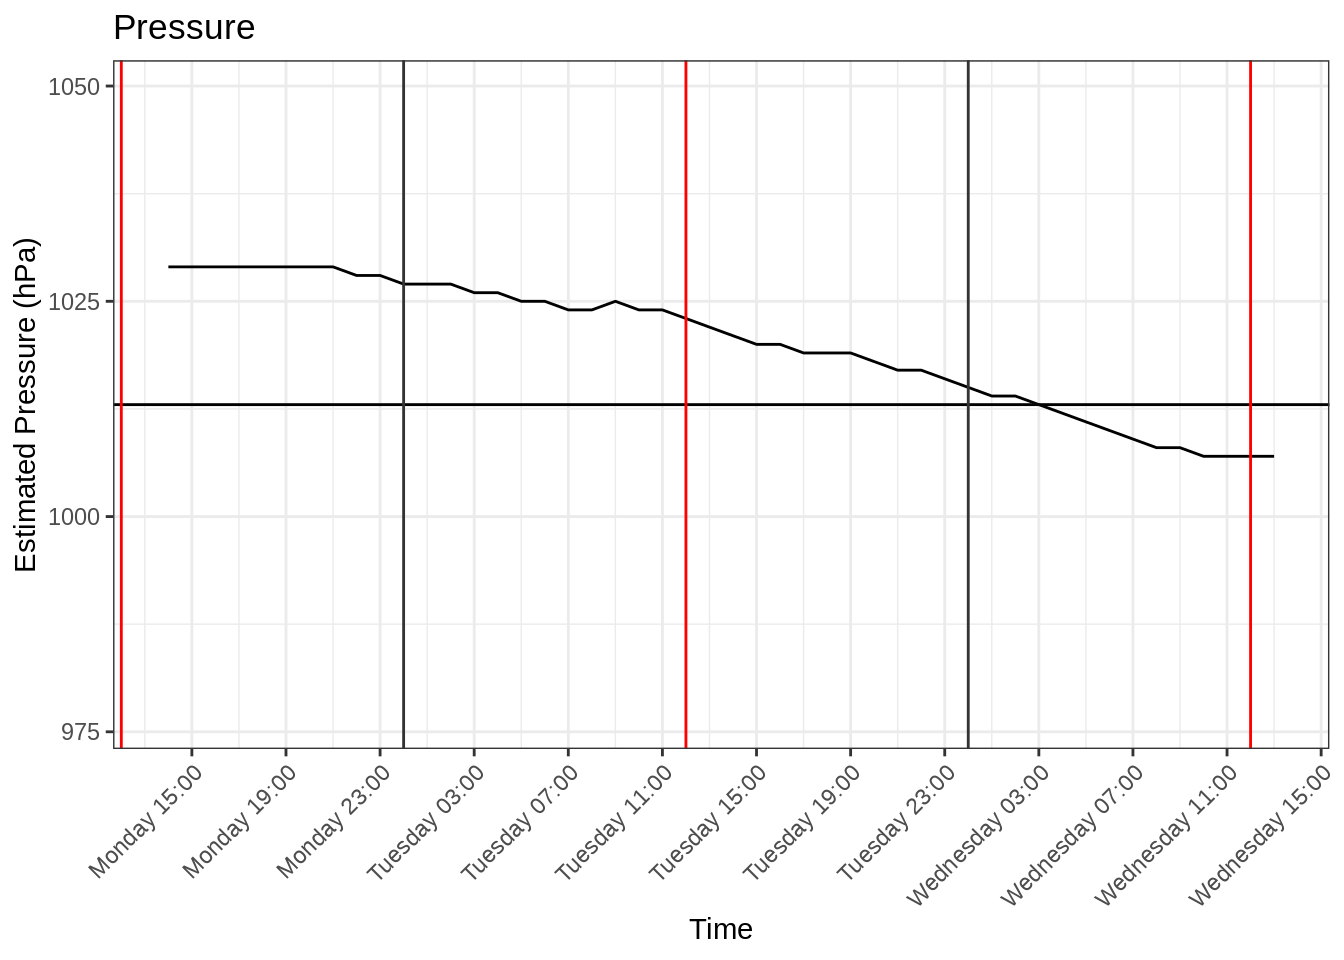 Pressure
Estimated Pressure (hPa)
1050
1025
1000
975
Monday 15:00
Monday 19:00
Monday 23:00
Tuesday 03:00
Tuesday 07:00
Tuesday 11:00
Tuesday 15:00
Tuesday 19:00
Tuesday 23:00
Wednesday 03:00
Wednesday 07:00
Wednesday 11:00
Wednesday 15:00
Time